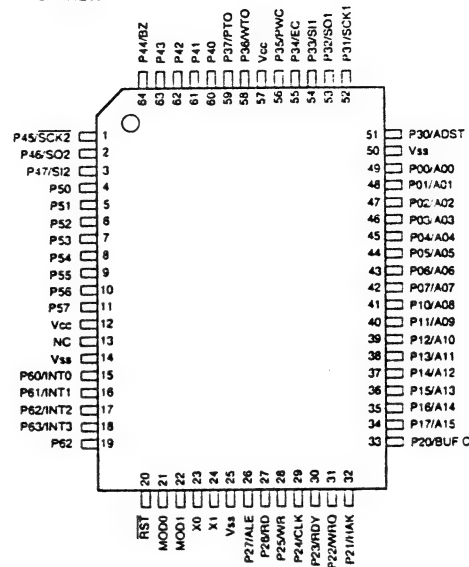 P44/BZ
P43
P42
P41
P40
P37/PTO
P36/WTO
Vcc
P35/PWC
P34/EC
P33/SI1
P32/SO1
P31/SCK1
64 63 62 61 60 59 58 57 56 55 54 53 52
P45/SCK2 1
P46/SO2 2
P47/SI2 3
P50 4
P51 5
P52 6
P53 7
P54 8
P55 9
P56 10
P57 11
Vcc 12
NC 13
Vss 14
P60/INT0 15
P61/INT1 16
P62/INT2 17
P63/INT3 18
P62 19
51 P30/ADST
50 Vss
49 P00/A00
48 P01/A01
47 P02/A02
46 P03/A03
45 P04/A04
44 P05/A05
43 P06/A06
42 P07/A07
41 P10/A08
40 P11/A09
39 P12/A10
38 P13/A11
37 P14/A12
36 P15/A13
35 P16/A14
34 P17/A15
33 P20/BUF C
20 21 22 23 24 25 26 27 28 29 30 31 32
RST
MOD0
MOD1
X0
X1
Vss
P27/ALE
P26/RD
P25/WR
P24/CLK
P23/RDY
P22/WRQ
P21/HAK